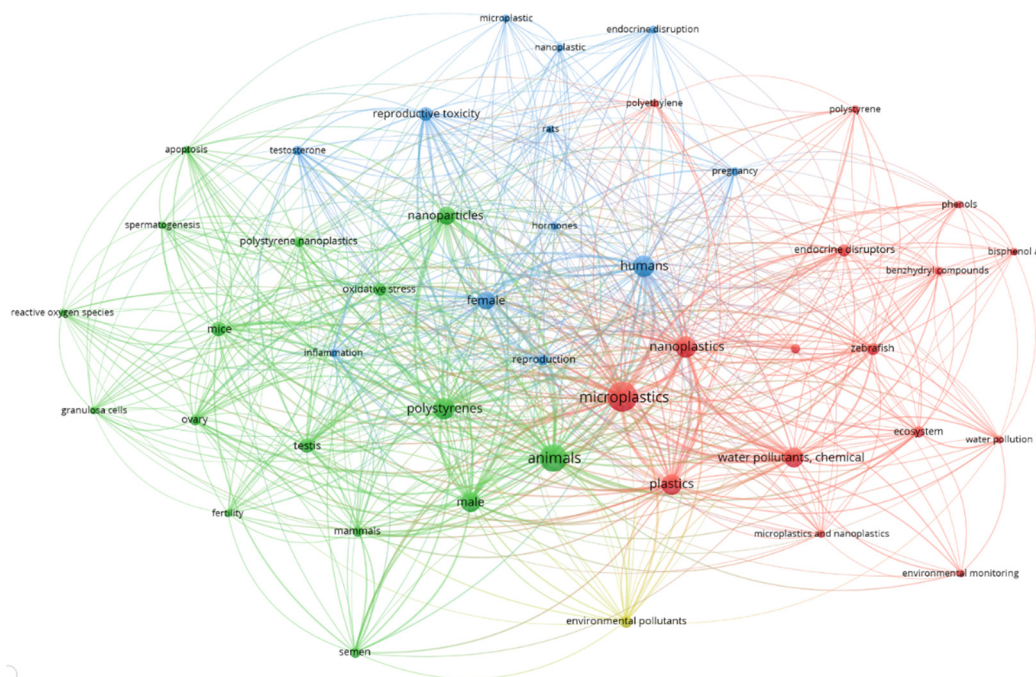 microplastic
endocrine disruption
nanoplastic
polyethylene
polystyrene
reproductive toxicity
rats
apoptosis
testosterone
pregnancy
phenols
nanoparticles
spermatogenesis
hormones
polystyrene nanoplastics
endocrine disruptors
bisphenol a
humans
benzhydryl compounds
oxidative stress
female
reactive oxygen species
mice
nanoplastics
zebrafish
inflammation
reproduction
microplastics
granulosa cells
polystyrenes
ovary
ecosystem
water pollution
testis
animals
water pollutants, chemical
plastics
male
fertility
mammals
microplastics and nanoplastics
environmental monitoring
environmental pollutants
semen